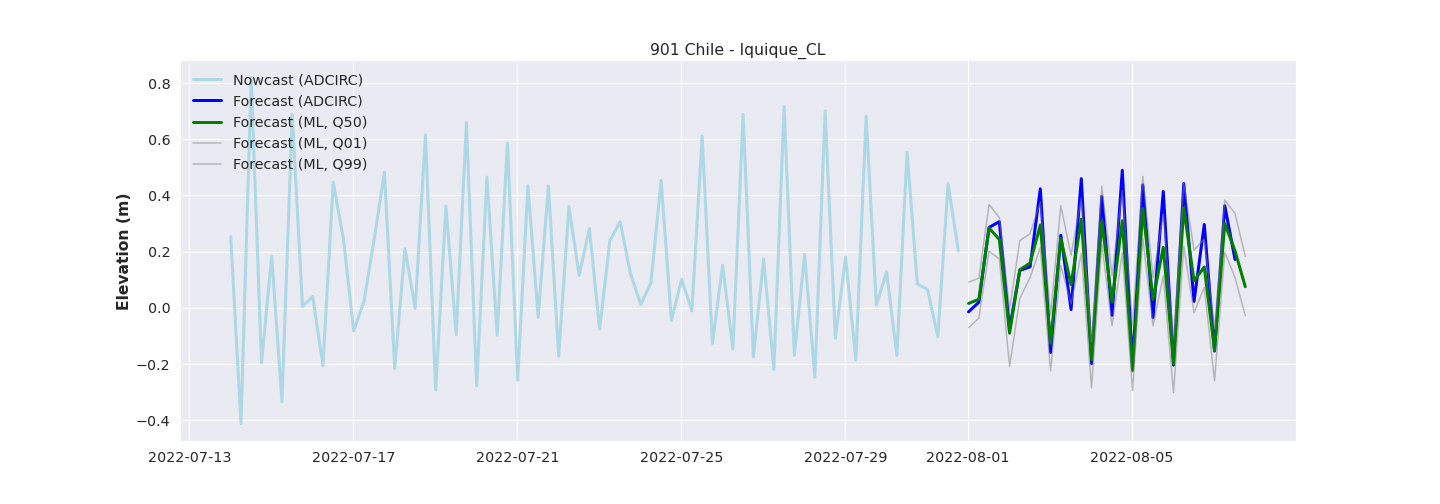 901 Chile - Iquique_CL
Nowcast (ADCIRC)
Forecast (ADCIRC)
Forecast (ML, Q50)
Forecast (ML, Q01)
Forecast (ML, Q99)
Elevation (m)
0.8
0.6
0.4
0.2
0.0
−0.2
−0.4
2022-07-13 2022-07-17 2022-07-21 2022-07-25 2022-07-29 2022-08-01 2022-08-05